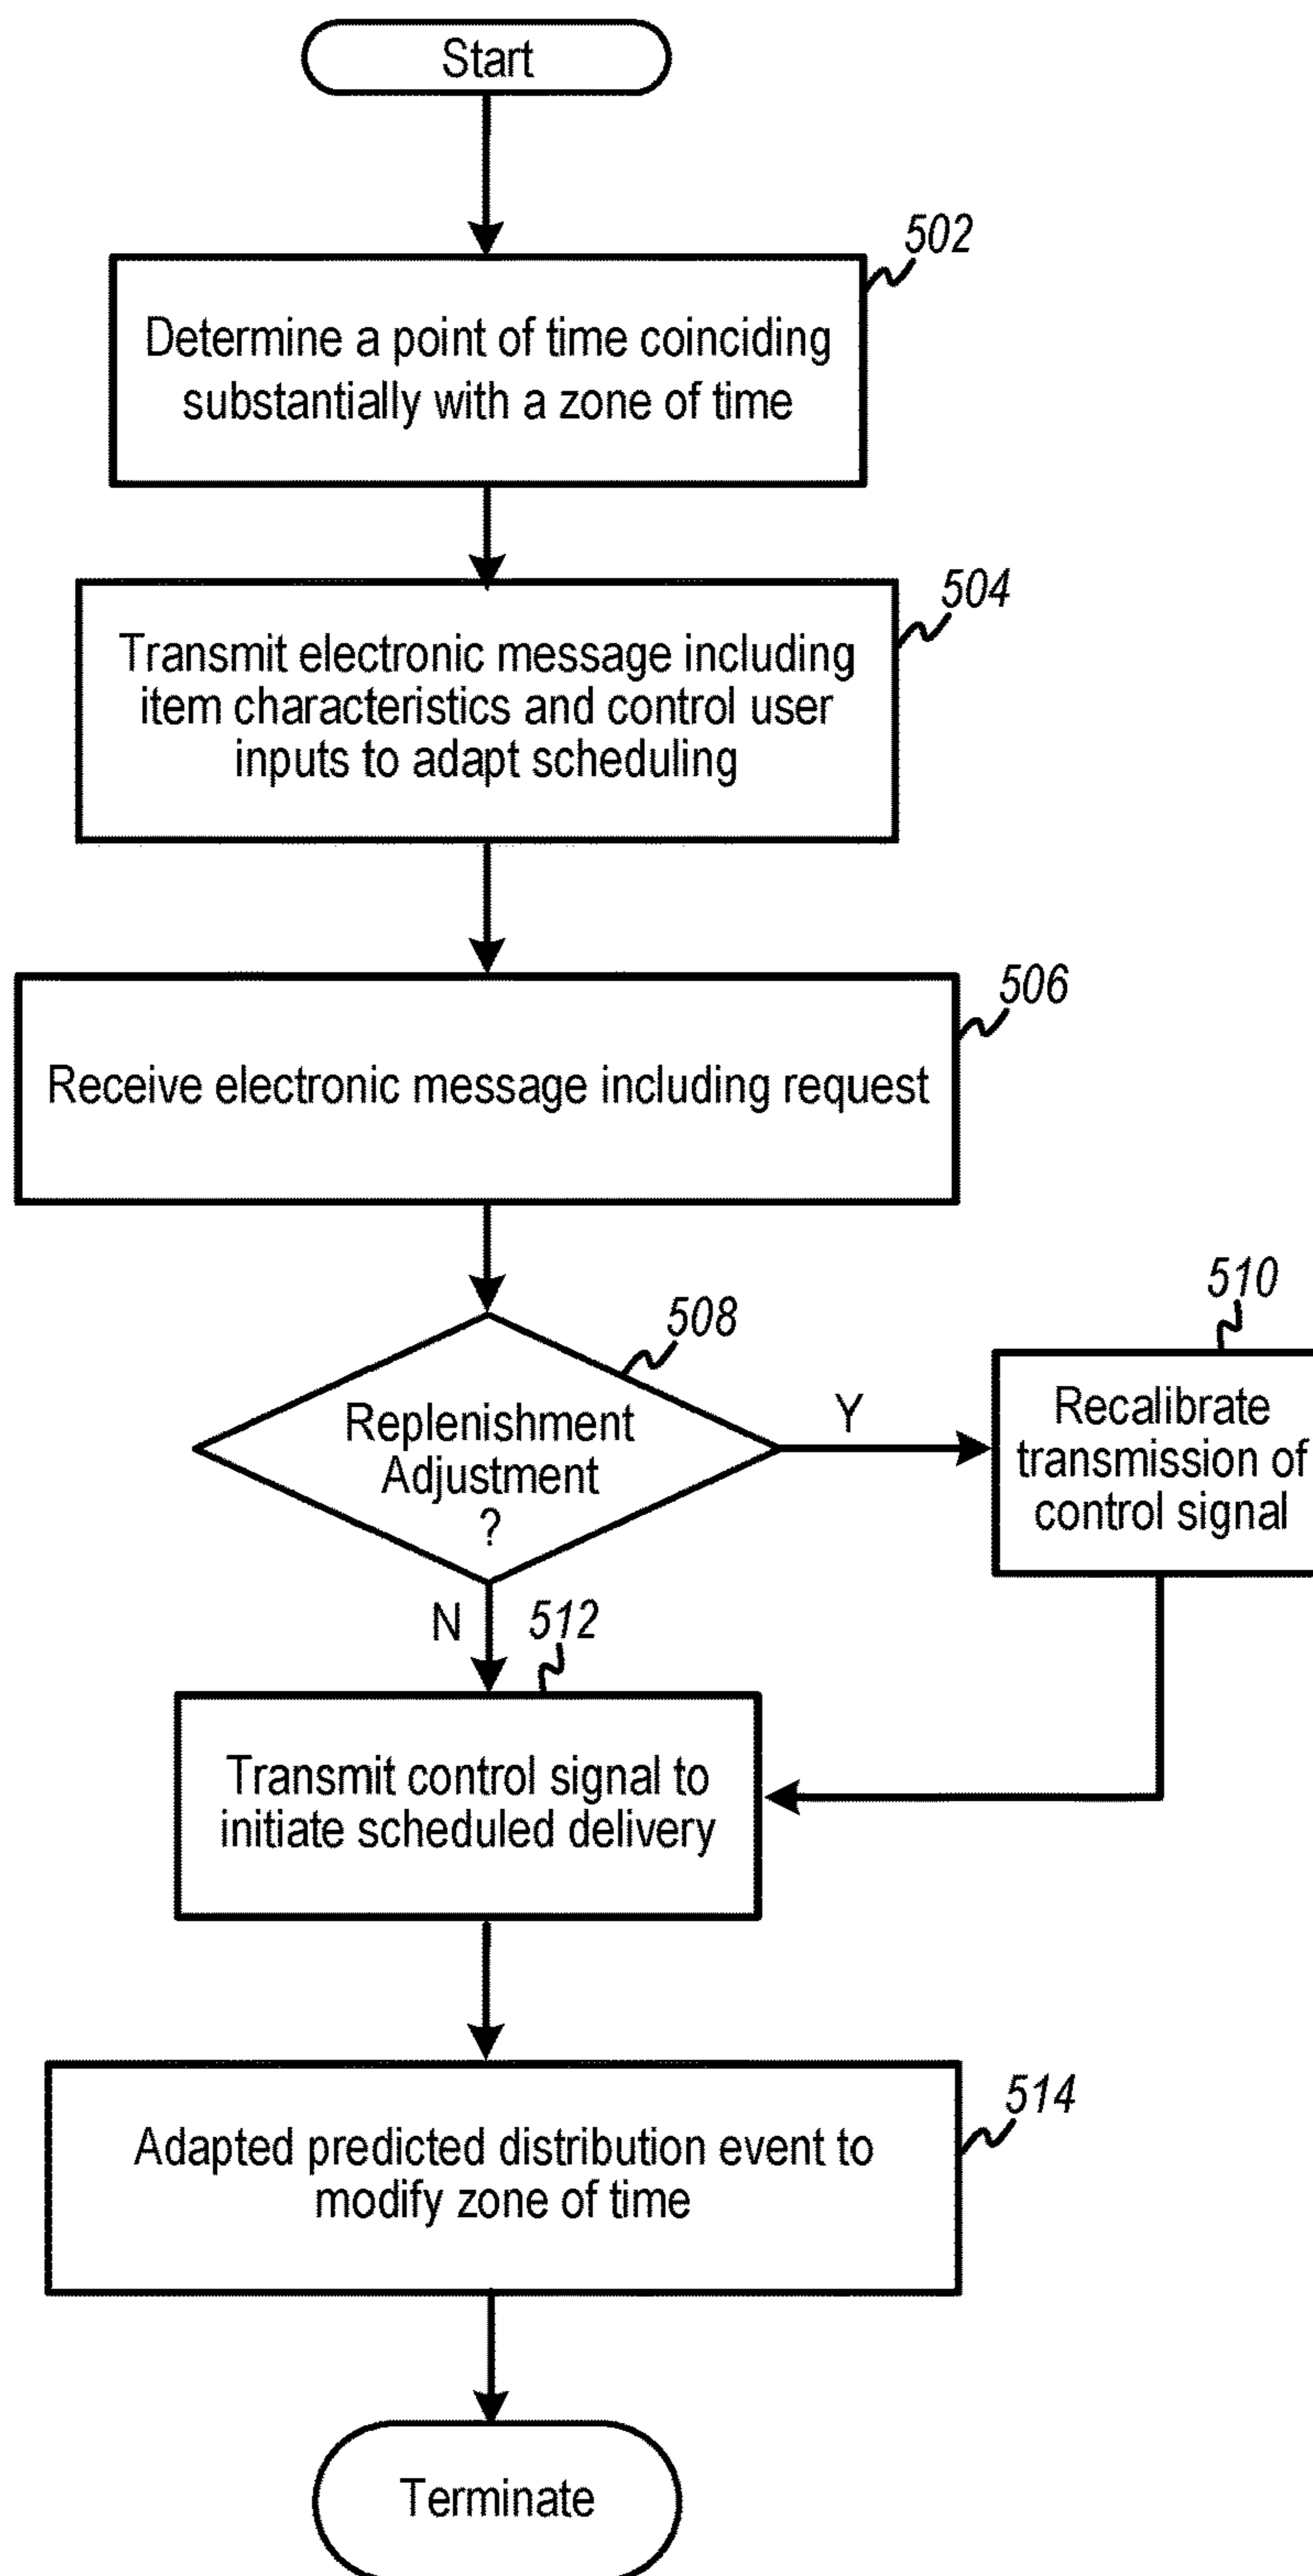 Start
502
Determine a point of time coinciding
substantially with a zone of time
504
Transmit electronic message including
item characteristics and control user
inputs to adapt scheduling
506
Receive electronic message including request
508
Replenishment
Adjustment
?
Y
510
Recalibrate
transmission of
control signal
N
512
Transmit control signal to
initiate scheduled delivery
514
Adapted predicted distribution event to
modify zone of time
Terminate